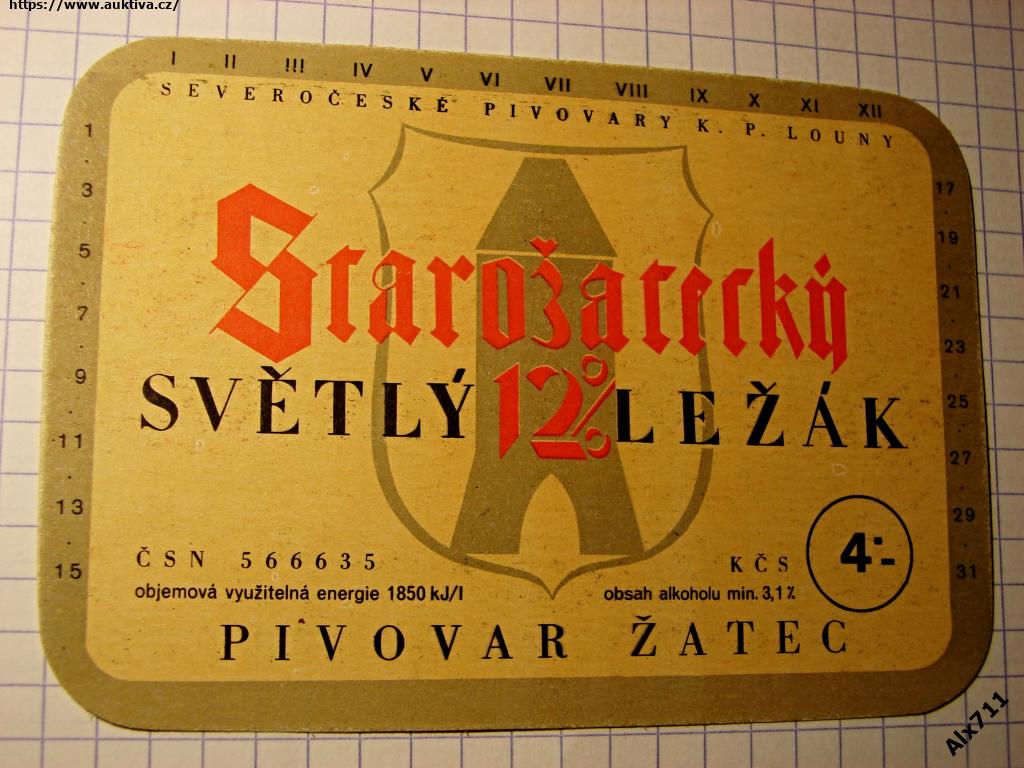 https://www.auktiva.cz/
I II III IV V VI VII VIII IX X XI XII
SEVEROČESKÉ PIVOVARY K. P. LOUNY
1 · 3 · 5 · 7 · 9 · 11 · 13 · 15
17 · 19 · 21 · 23 · 25 · 27 · 29 · 31
Starožatecký
SVĚTLÝ 12% LEŽÁK
ČSN 566635
KČS 4·-
objemová využitelná energie 1850 kJ/l
obsah alkoholu min. 3,1%
PIVOVAR ŽATEC
Alx711